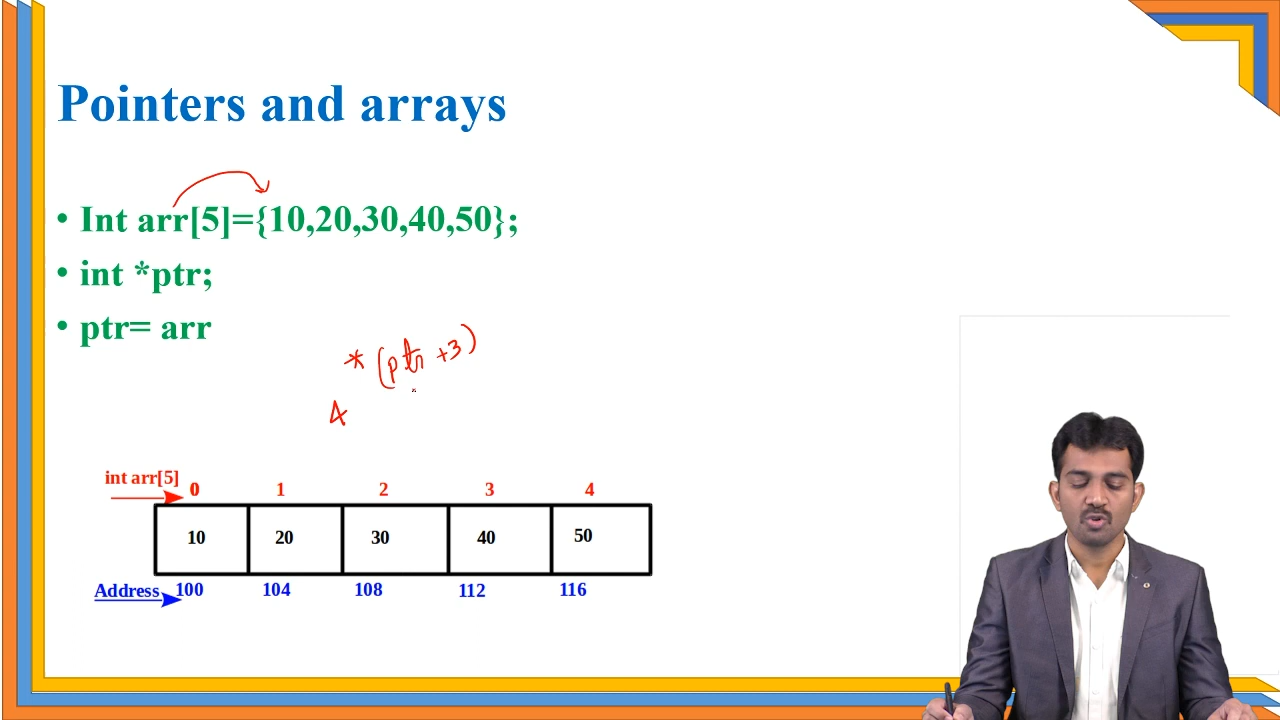 Pointers and arrays
• Int arr[5]={10,20,30,40,50};
• int *ptr;
• ptr= arr
* (ptr +3)
4
int arr[5] 0 1 2 3 4
10 20 30 40 50
Address 100 104 108 112 116